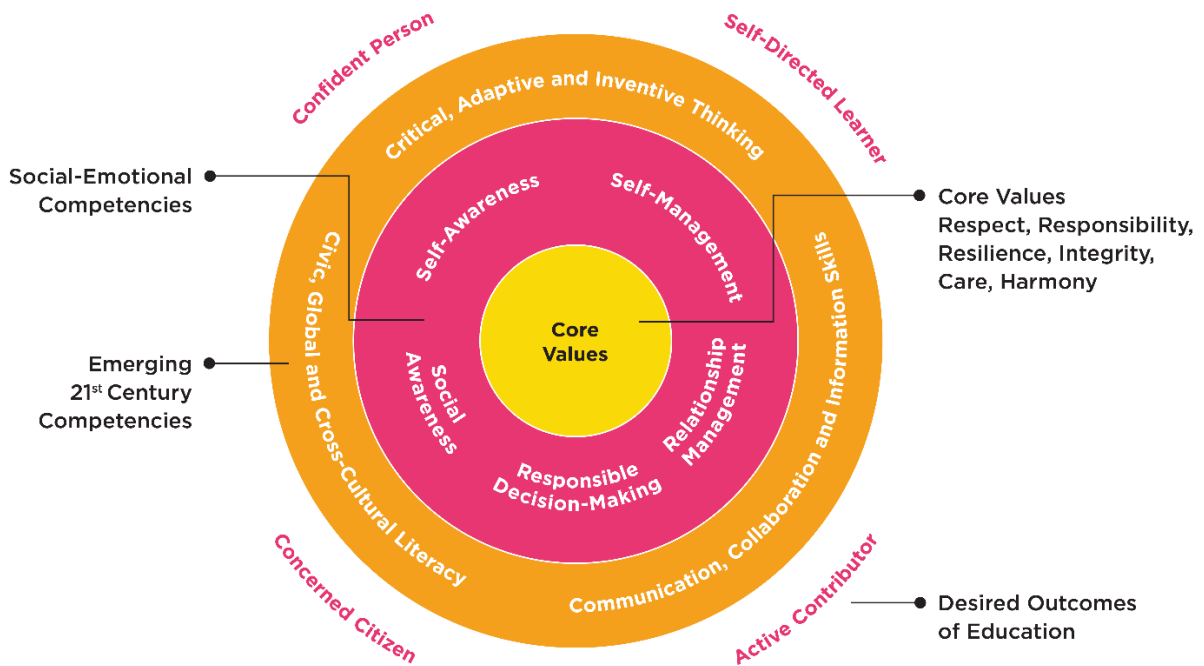 Confident Person
Self-Directed Learner
Critical, Adaptive and Inventive Thinking
Social-Emotional
Competencies
Self-Awareness
Self-Management
Core Values
Respect, Responsibility,
Resilience, Integrity,
Care, Harmony
Civic, Global and Cross-Cultural Literacy
Communication, Collaboration and Information Skills
Core
Values
Emerging
21st Century
Competencies
Social
Awareness
Relationship
Management
Responsible
Decision-Making
Concerned Citizen
Active Contributor
Desired Outcomes
of Education